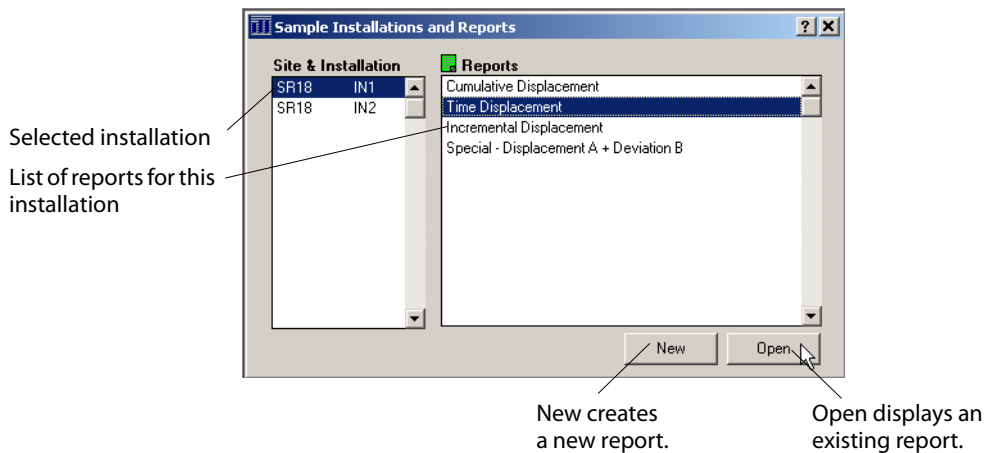 Sample Installations and Reports
Site & Installation
Reports
SR18 IN1
SR18 IN2
Cumulative Displacement
Time Displacement
Incremental Displacement
Special - Displacement A + Deviation B
Selected installation
List of reports for this
installation
New
Open
New creates
a new report.
Open displays an
existing report.